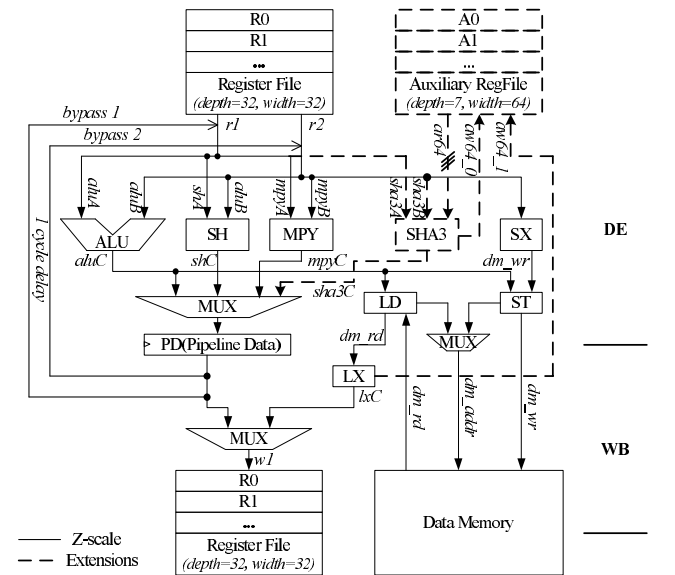 R0
R1
...
Register File
(depth=32, width=32)
A0
A1
...
Auxiliary RegFile
(depth=7, width=64)
bypass 1
r1
r2
bypass 2
ar64
aw64_0
aw64_1
aluA
aluB
shA
aluB
mpyA
mpyB
sha3A
sha3B
1 cycle delay
ALU
SH
MPY
SHA3
SX
DE
aluC
shC
mpyC
dm_wr
sha3C
MUX
LD
ST
dm_rd
MUX
PD(Pipeline Data)
LX
lxC
dm_rd
dm_addr
dm_wr
MUX
w1
WB
R0
R1
...
Register File
(depth=32, width=32)
Data Memory
Z-scale
Extensions